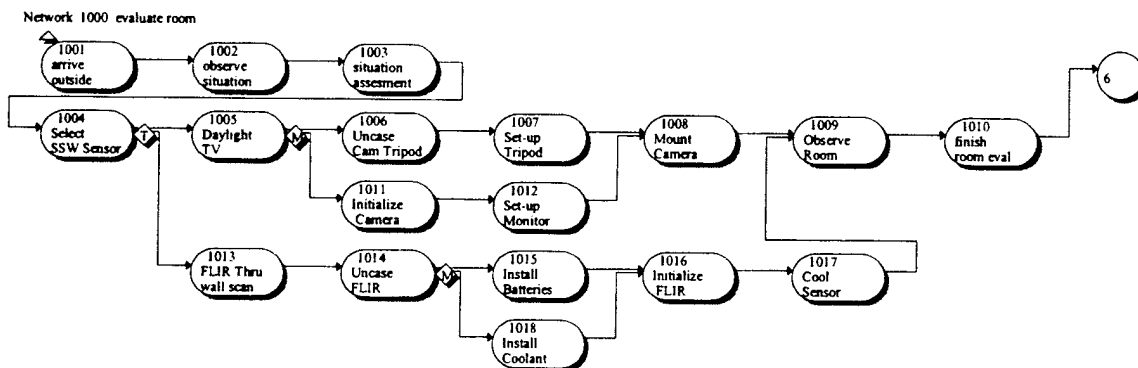 Network 1000 evaluate room
1001
arrive
outside
1002
observe
situation
1003
situation
assesment
6
1004
Select
SSW Sensor
T
1005
Daylight
TV
M
1006
Uncase
Cam Tripod
1007
Set-up
Tripod
1008
Mount
Camera
1009
Observe
Room
1010
finish
room eval
1011
Initialize
Camera
1012
Set-up
Monitor
1013
FLIR Thru
wall scan
1014
Uncase
FLIR
M
1015
Install
Batteries
1016
Initialize
FLIR
1017
Cool
Sensor
1018
Install
Coolant